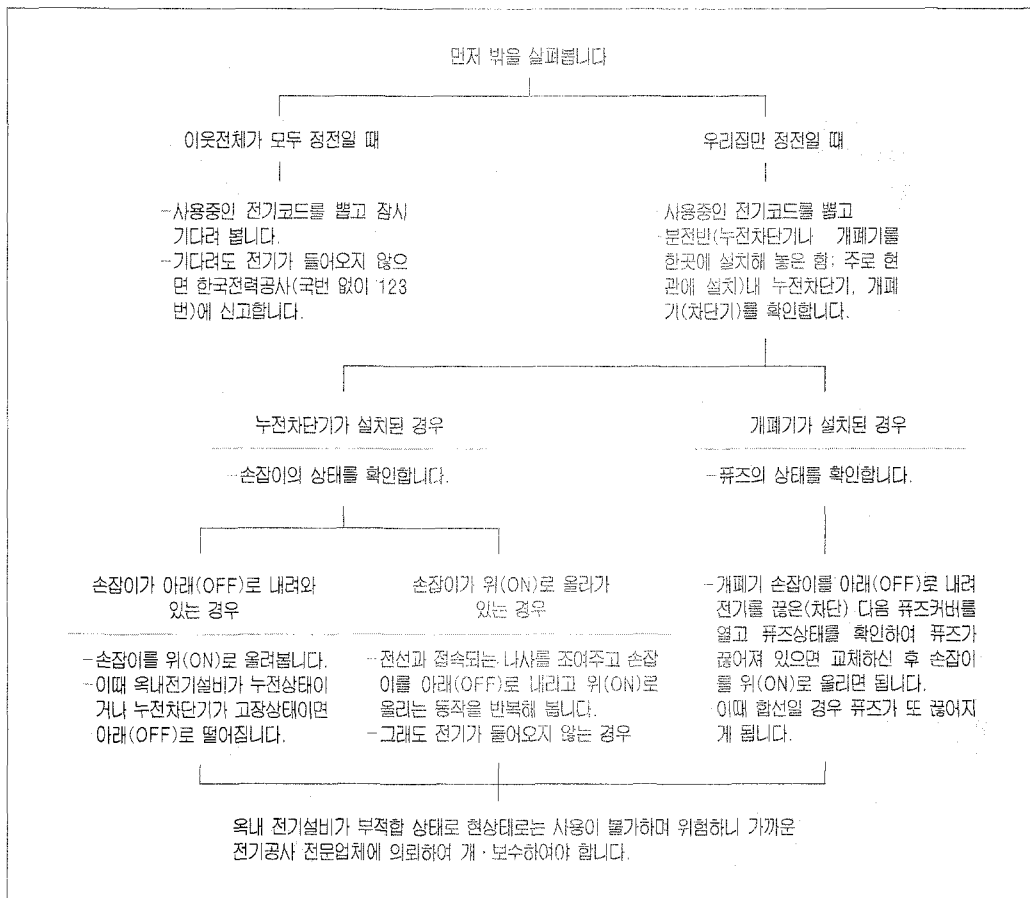 먼저 밖을 살펴봅니다
이웃전체가 모두 정전일 때
-사용중인 전기코드를 뽑고 잠시
기다려 봅니다.
-기다려도 전기가 들어오지 않으
면 한국전력공사(국번 없이 123
번)에 신고합니다.
우리집만 정전일 때
-사용중인 전기코드를 뽑고
-분전반(누전차단기나 개폐기를
한곳에 설치해 놓은 함: 주로 현
관에 설치)내 누전차단기, 개폐
기(차단기)를 확인합니다.
누전차단기가 설치된 경우
-손잡이의 상태를 확인합니다.
개폐기가 설치된 경우
-퓨즈의 상태를 확인합니다.
손잡이가 아래(OFF)로 내려와
있는 경우
-손잡이를 위(ON)로 올려봅니다.
-이때 옥내전기설비가 누전상태이
거나 누전차단기가 고장상태이면
아래(OFF)로 떨어집니다.
손잡이가 위(ON)로 올라가
있는 경우
-전선과 접속되는 나사를 조여주고 손잡
이를 아래(OFF)로 내리고 위(ON)로
올리는 동작을 반복해 봅니다.
-그래도 전기가 들어오지 않는 경우
-개폐기 손잡이를 아래(OFF)로 내려
전기를 끊은(차단) 다음 퓨즈커버를
열고 퓨즈상태를 확인하여 퓨즈가
끊어져 있으면 교체하신 후 손잡이
를 위(ON)로 올리면 됩니다.
이때 합선일 경우 퓨즈가 또 끊어지
게 됩니다.
옥내 전기설비가 부적합 상태로 현상태로는 사용이 불가하며 위험하니 가까운
전기공사 전문업체에 의뢰하여 개·보수하여야 합니다.